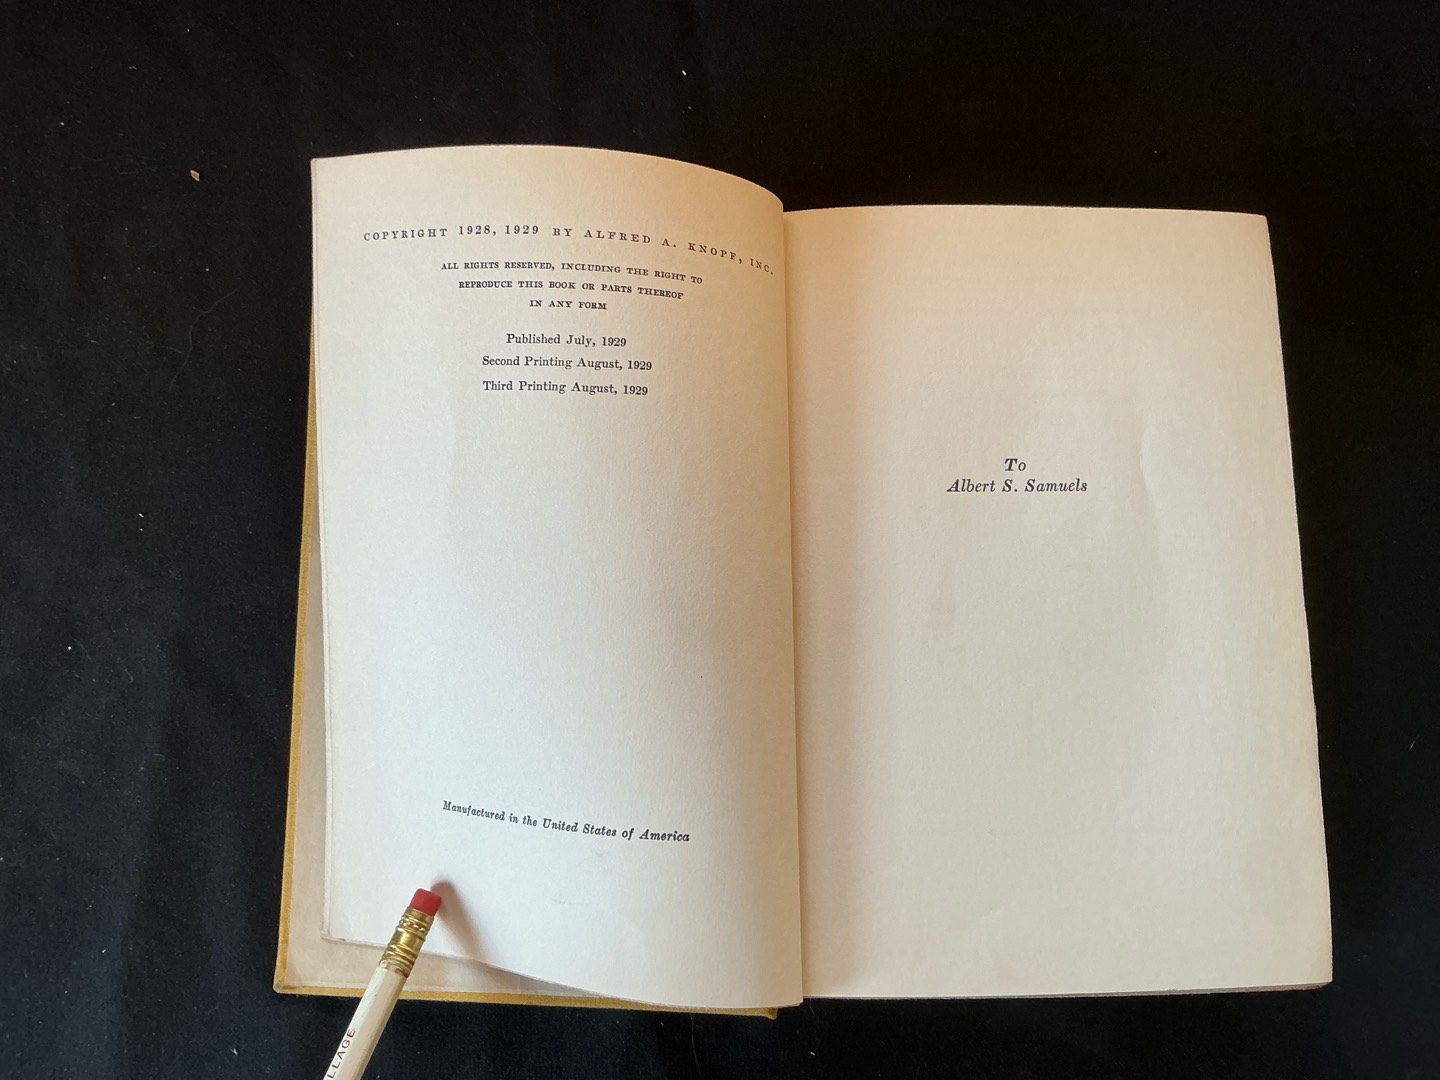 COPYRIGHT 1928, 1929 BY ALFRED A. KNOPF, INC.
ALL RIGHTS RESERVED, INCLUDING THE RIGHT TO
REPRODUCE THIS BOOK OR PARTS THEREOF
IN ANY FORM
Published July, 1929
Second Printing August, 1929
Third Printing August, 1929
Manufactured in the United States of America
To
Albert S. Samuels
LLAGE